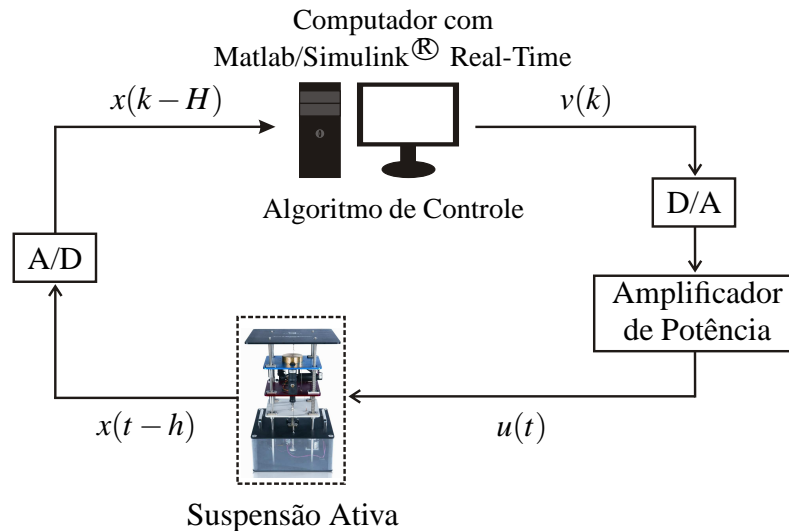 Computador com
Matlab/Simulink® Real-Time
x(k − H)
v(k)
Algoritmo de Controle
D/A
A/D
Amplificador
de Potência
x(t − h)
u(t)
Suspensão Ativa